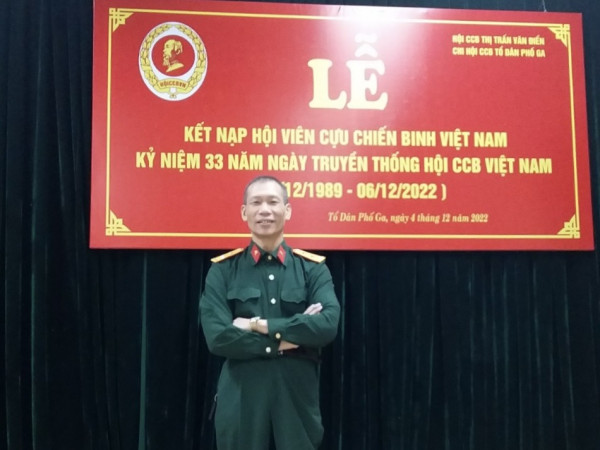 HỘI CCB THỊ TRẤN VĂN ĐIỂN
CHI HỘI CCB TỔ DÂN PHỐ GA
LỄ
KẾT NẠP HỘI VIÊN CỰU CHIẾN BINH VIỆT NAM
KỶ NIỆM 33 NĂM NGÀY TRUYỀN THỐNG HỘI CCB VIỆT NAM
12/1989 - 06/12/2022 )
Tổ Dân Phố Ga, ngày 4 tháng 12 năm 2022